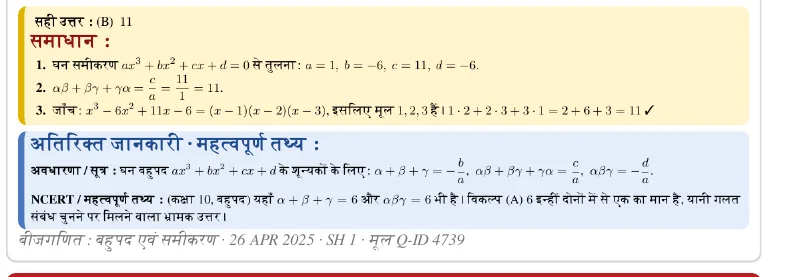 सही उत्तर : (B) 11
समाधान :
1. घन समीकरण ax³ + bx² + cx + d = 0 से तुलना : a = 1, b = −6, c = 11, d = −6.
2. αβ + βγ + γα = c/a = 11/1 = 11.
3. जाँच : x³ − 6x² + 11x − 6 = (x − 1)(x − 2)(x − 3), इसलिए मूल 1, 2, 3 हैं। 1 · 2 + 2 · 3 + 3 · 1 = 2 + 6 + 3 = 11 ✓
अतिरिक्त जानकारी · महत्वपूर्ण तथ्य :
अवधारणा / सूत्र : घन बहुपद ax³ + bx² + cx + d के शून्यकों के लिए : α + β + γ = −b/a, αβ + βγ + γα = c/a, αβγ = −d/a.
NCERT / महत्वपूर्ण तथ्य : (कक्षा 10, बहुपद) यहाँ α + β + γ = 6 और αβγ = 6 भी है। विकल्प (A) 6 इन्हीं दोनों में से एक का मान है, यानी गलत
संबंध चुनने पर मिलने वाला भ्रामक उत्तर।
बीजगणित : बहुपद एवं समीकरण · 26 APR 2025 · SH 1 · मूल Q-ID 4739